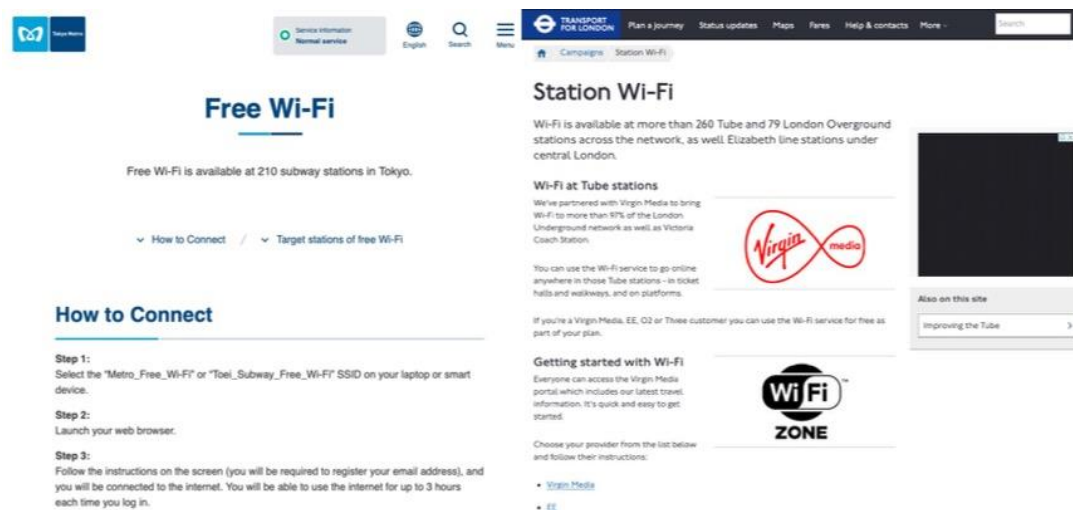 Tokyo Metro
Service Information
Normal service
English
Search
Menu
Free Wi-Fi
Free Wi-Fi is available at 210 subway stations in Tokyo.
How to Connect / Target stations of free Wi-Fi
How to Connect
Step 1:
Select the "Metro_Free_Wi-Fi" or "Toei_Subway_Free_Wi-Fi" SSID on your laptop or smart
device.
Step 2:
Launch your web browser.
Step 3:
Follow the instructions on the screen (you will be required to register your email address), and
you will be connected to the internet. You will be able to use the internet for up to 3 hours
each time you log in.
TRANSPORT
FOR LONDON
Plan a journey Status updates Maps Fares Help & contacts More
Search
Campaigns Station Wi-Fi
Station Wi-Fi
Wi-Fi is available at more than 260 Tube and 79 London Overground
stations across the network, as well Elizabeth line stations under
central London.
Wi-Fi at Tube stations
We've partnered with Virgin Media to bring
Wi-Fi to more than 97% of the London
Underground network as well as Victoria
Coach Station.
Virgin media
You can use the Wi-Fi service to go online
anywhere in those Tube stations - in ticket
halls and walkways, and on platforms.
If you're a Virgin Media, EE, O2 or Three customer you can use the Wi-Fi service for free as
part of your plan.
Getting started with Wi-Fi
Everyone can access the Virgin Media
portal which includes our latest travel
information. It's quick and easy to get
started.
Wi Fi
TM
ZONE
Choose your provider from the list below
and follow their instructions:
• Virgin Media
• EE
Also on this site
Improving the Tube